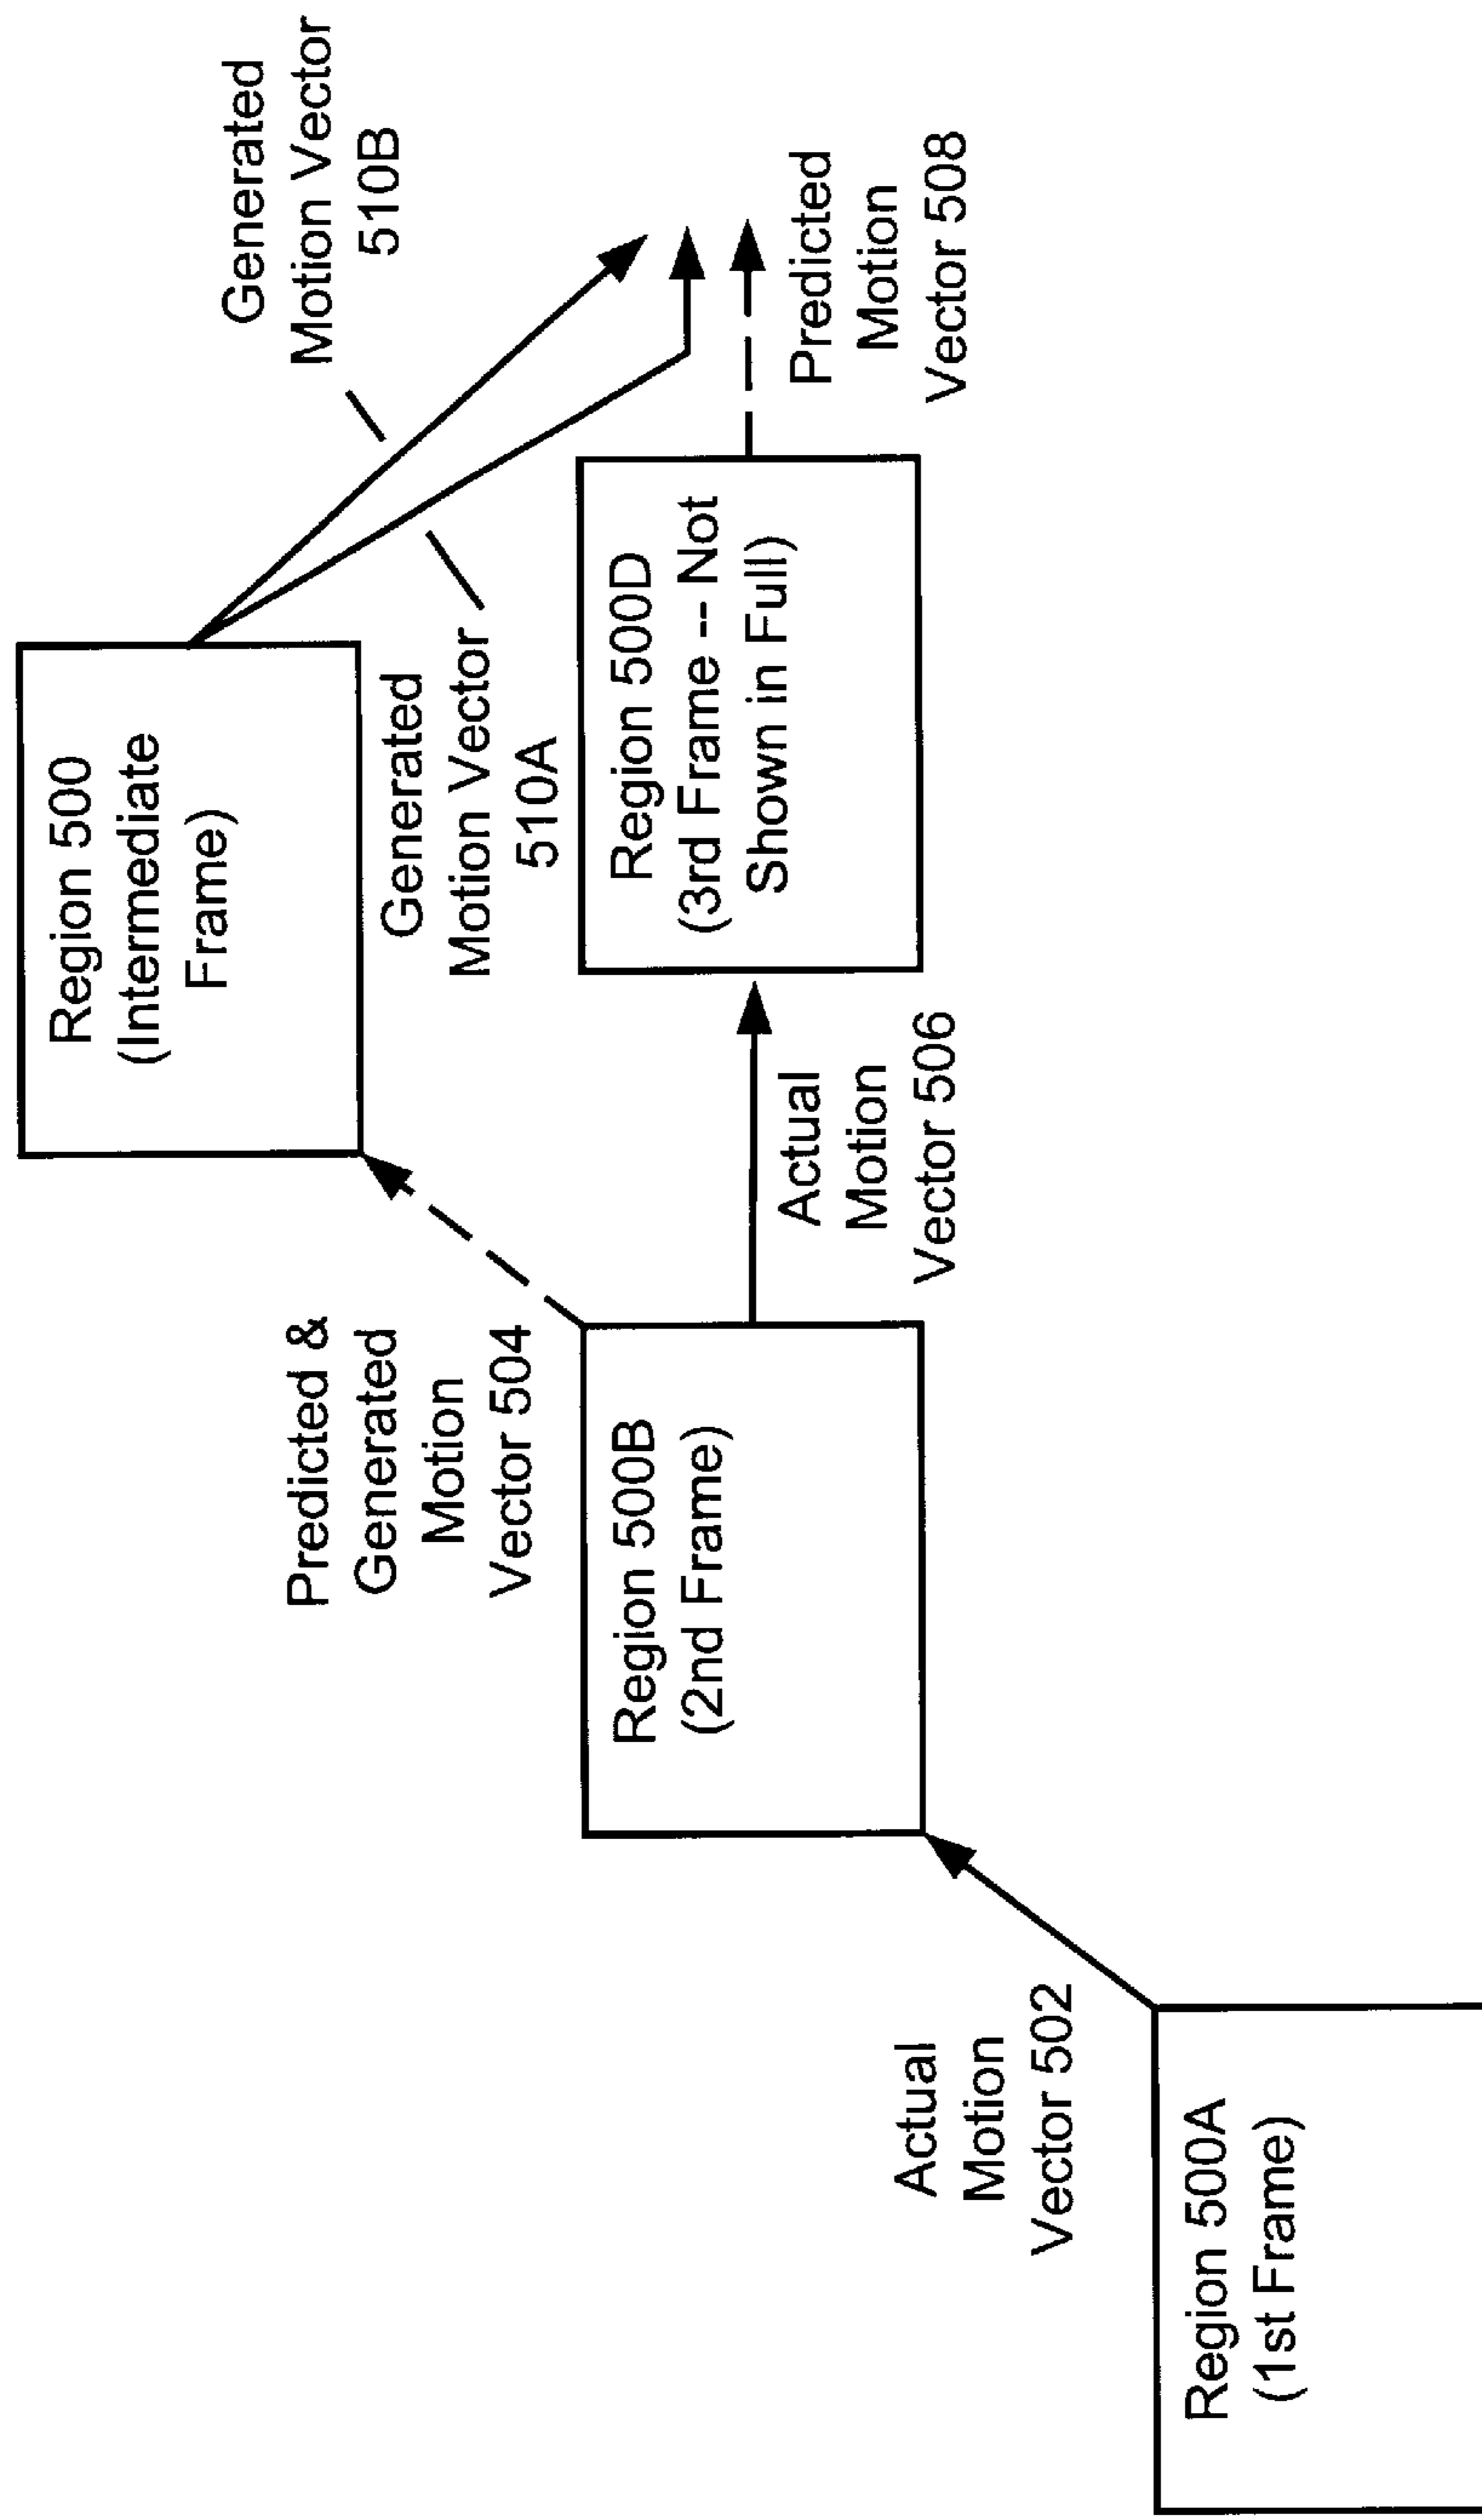 Region 500A
(1st Frame)
Actual
Motion
Vector 502
Region 500B
(2nd Frame)
Predicted &
Generated
Motion
Vector 504
Actual
Motion
Vector 506
Region 500
(Intermediate
Frame)
Generated
Motion Vector
510A
Region 500D
(3rd Frame -- Not
Shown in Full)
Generated
Motion Vector
510B
Predicted
Motion
Vector 508